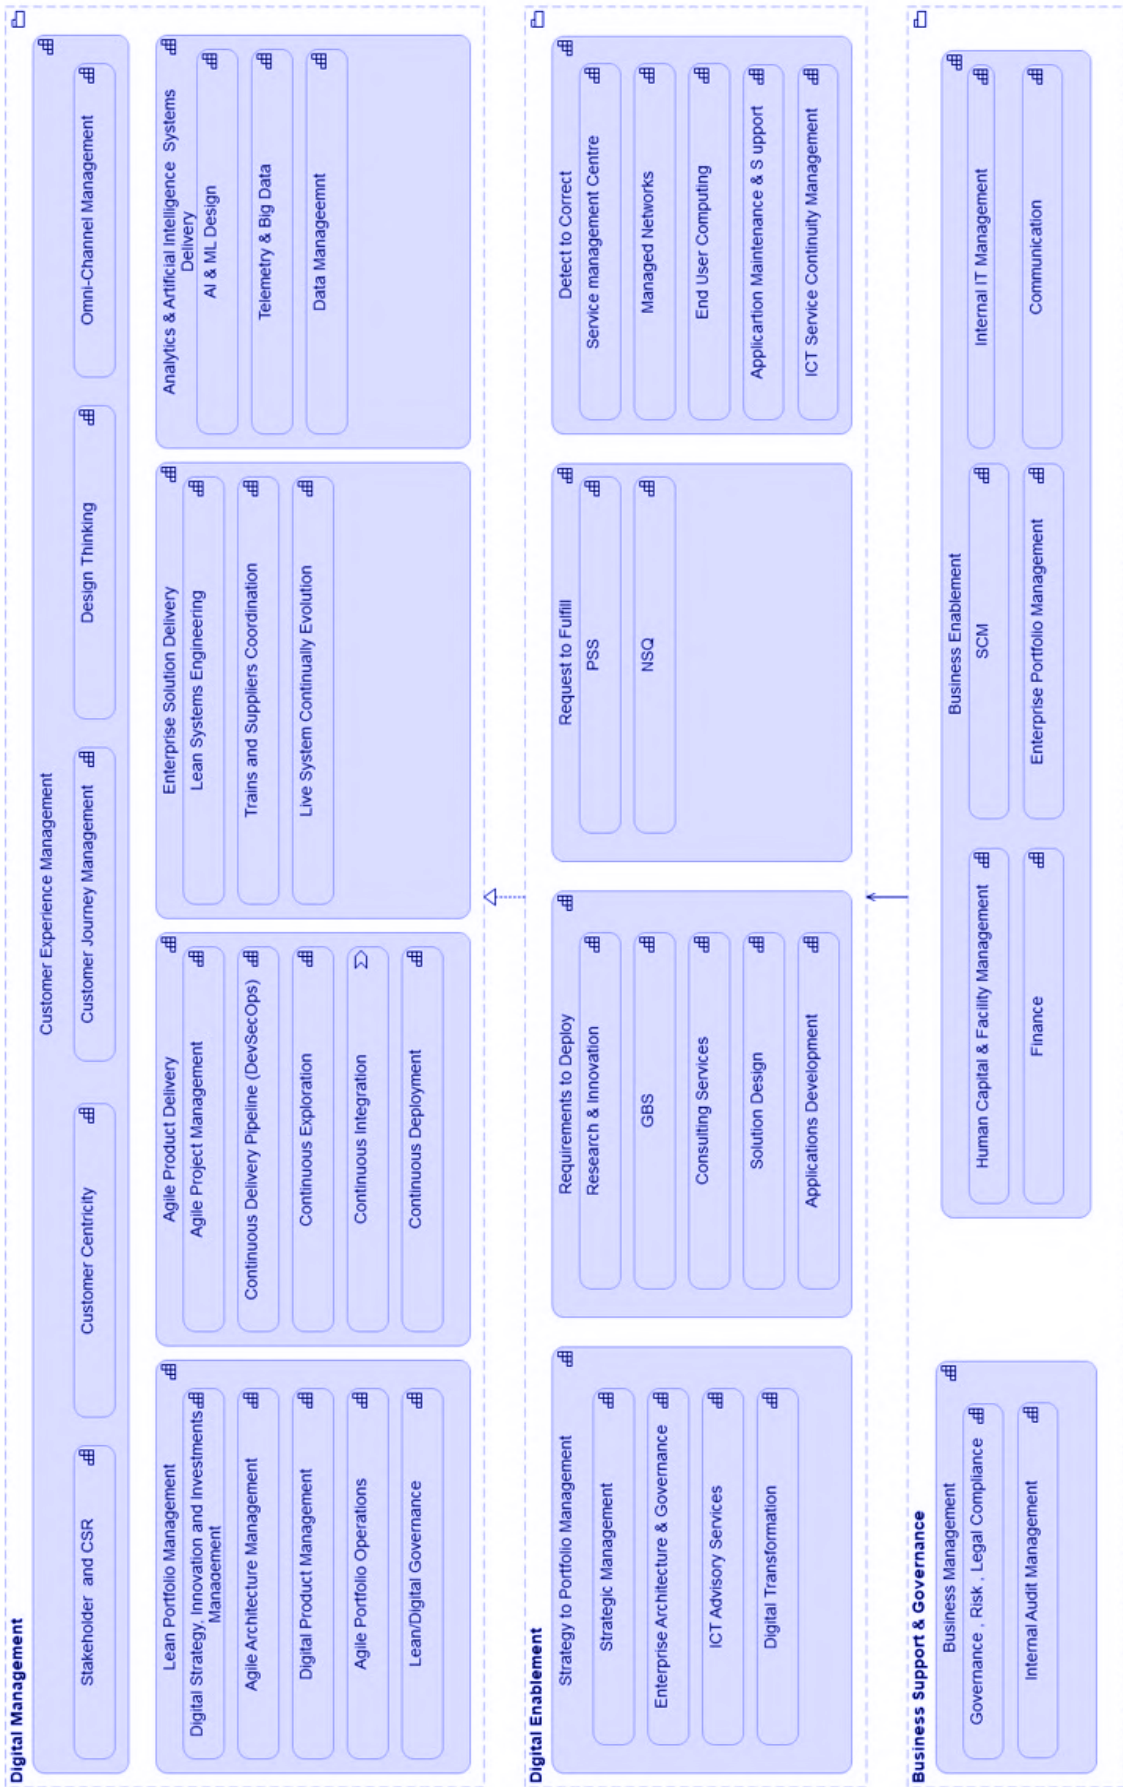 Digital Management
Customer Experience Management
Stakeholder and CSR
Customer Centricity
Customer Journey Management
Design Thinking
Omni-Channel Management
Lean Portfolio Management
Digital Strategy, Innovation and Investments
Management
Agile Architecture Management
Digital Product Management
Agile Portfolio Operations
Lean/Digital Governance
Agile Product Delivery
Agile Project Management
Continuous Delivery Pipeline (DevSecOps)
Continuous Exploration
Continuous Integration
Continuous Deployment
Enterprise Solution Delivery
Lean Systems Engineering
Trains and Suppliers Coordination
Live System Continually Evolution
Analytics & Artificial Intelligence Systems
Delivery
AI & ML Design
Telemetry & Big Data
Data Manageemnt
Digital Enablement
Strategy to Portfolio Management
Strategic Management
Enterprise Architecture & Governance
ICT Advisory Services
Digital Transformation
Requirements to Deploy
Research & Innovation
GBS
Consulting Services
Solution Design
Applications Development
Request to Fulfill
PSS
NSQ
Detect to Correct
Service management Centre
Managed Networks
End User Computing
Applicartion Maintenance & S upport
ICT Service Continuity Management
Business Support & Governance
Business Management
Governance , Risk , Legal Compliance
Internal Audit Management
Business Enablement
Human Capital & Facility Management
SCM
Internal IT Management
Finance
Enterprise Portfolio Management
Communication